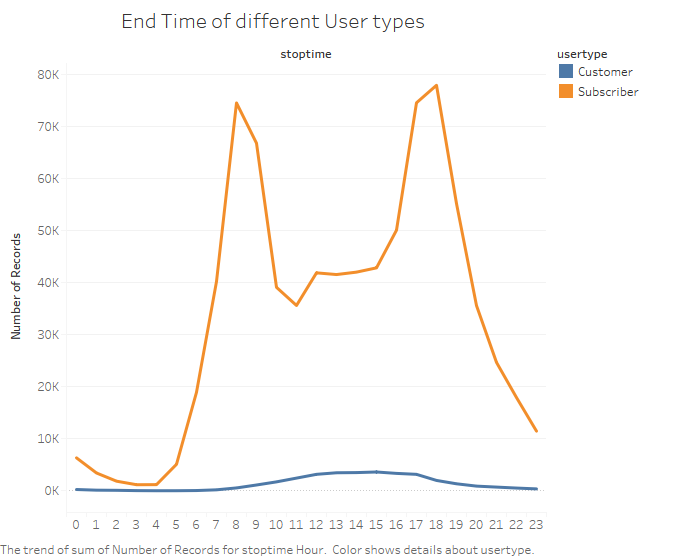 End Time of different User types
stoptime
usertype
Customer
Subscriber
80K
70K
60K
50K
40K
30K
20K
10K
0K
Number of Records
0 1 2 3 4 5 6 7 8 9 10 11 12 13 14 15 16 17 18 19 20 21 22 23
The trend of sum of Number of Records for stoptime Hour.  Color shows details about usertype.